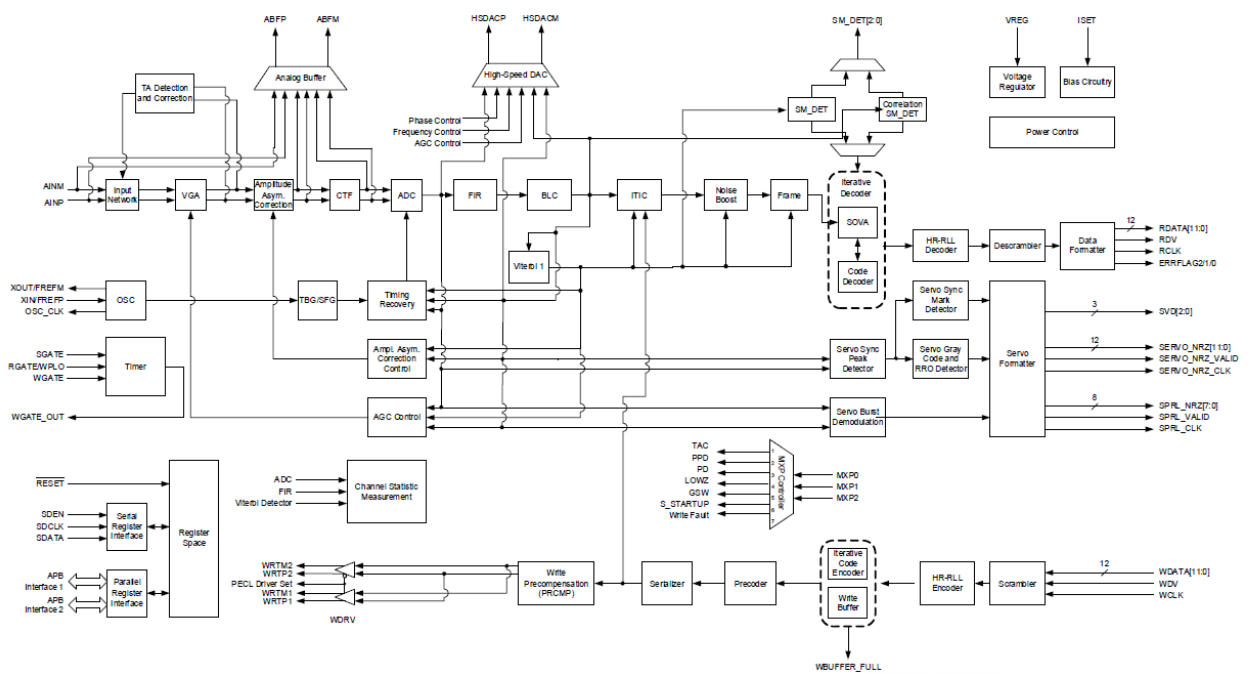 ABFP
ABFM
HSDACP
HSDACM
SM_DET[2:0]
VREG
ISET
Analog Buffer
High-Speed DAC
TA Detection
and Correction
Voltage
Regulator
Bias Circuitry
SM_DET
Correlation
SM_DET
Phase Control
Frequency Control
AGC Control
Power Control
AINM
AINP
Input
Network
VGA
Amplitude
Asym.
Correction
CTF
ADC
FIR
BLC
ITIC
Noise
Boost
Frame
Iterative
Decoder
SOVA
Code
Decoder
HR-RLL
Decoder
Descrambler
Data
Formatter
12
RDATA[11:0]
RDV
RCLK
ERRFLAG2/1/0
Viterbi 1
XOUT/FREFM
XIN/FREFP
OSC_CLK
OSC
TBG/SFG
Timing
Recovery
Servo Sync
Mark
Detector
3
SVD[2:0]
SGATE
RGATE/WPLO
WGATE
Timer
WGATE_OUT
Ampl. Asym.
Correction
Control
Servo Sync
Peak
Detector
Servo Gray
Code and
RRO Detector
Servo
Formatter
12
SERVO_NRZ[11:0]
SERVO_NRZ_VALID
SERVO_NRZ_CLK
AGC Control
Servo Burst
Demodulation
8
SPRL_NRZ[7:0]
SPRL_VALID
SPRL_CLK
RESET
SDEN
SDCLK
SDATA
Serial
Register
Interface
Register
Space
APB
Interface 1
APB
Interface 2
Parallel
Register
Interface
ADC
FIR
Viterbi Detector
Channel Statistic
Measurement
TAC
PPD
PD
LOWZ
GSW
S_STARTUP
Write Fault
1
2
3
4
5
6
7
MXP Controller
MXP0
MXP1
MXP2
WRTM2
WRTP2
PECL Driver Set
WRTM1
WRTP1
WDRV
Write
Precompensation
(PRCMP)
Serializer
Precoder
Iterative
Code
Encoder
Write
Buffer
WBUFFER_FULL
HR-RLL
Encoder
Scrambler
12
WDATA[11:0]
WDV
WCLK